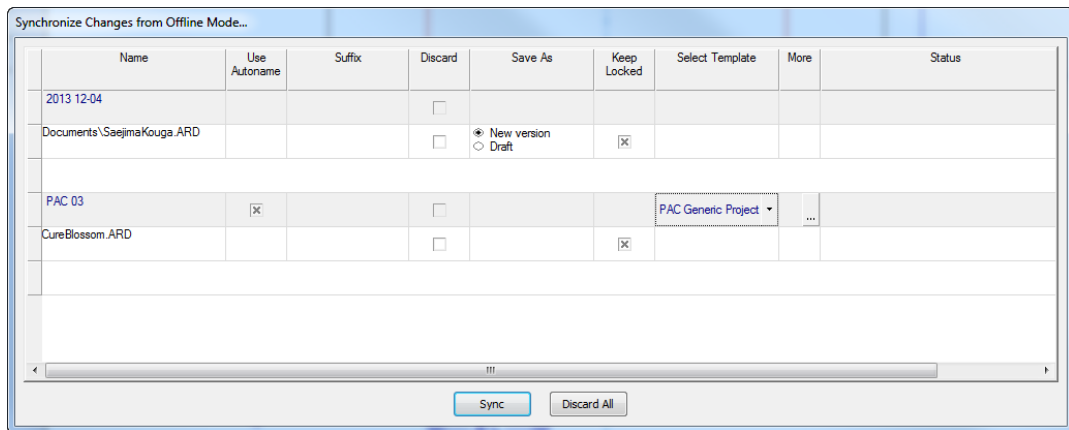 Synchronize Changes from Offline Mode...
Name Use Autoname Suffix Discard Save As Keep Locked Select Template More Status
2013 12-04
Documents\SaejimaKouga.ARD New version
Draft
PAC 03 PAC Generic Project ...
CureBlossom.ARD
Sync Discard All